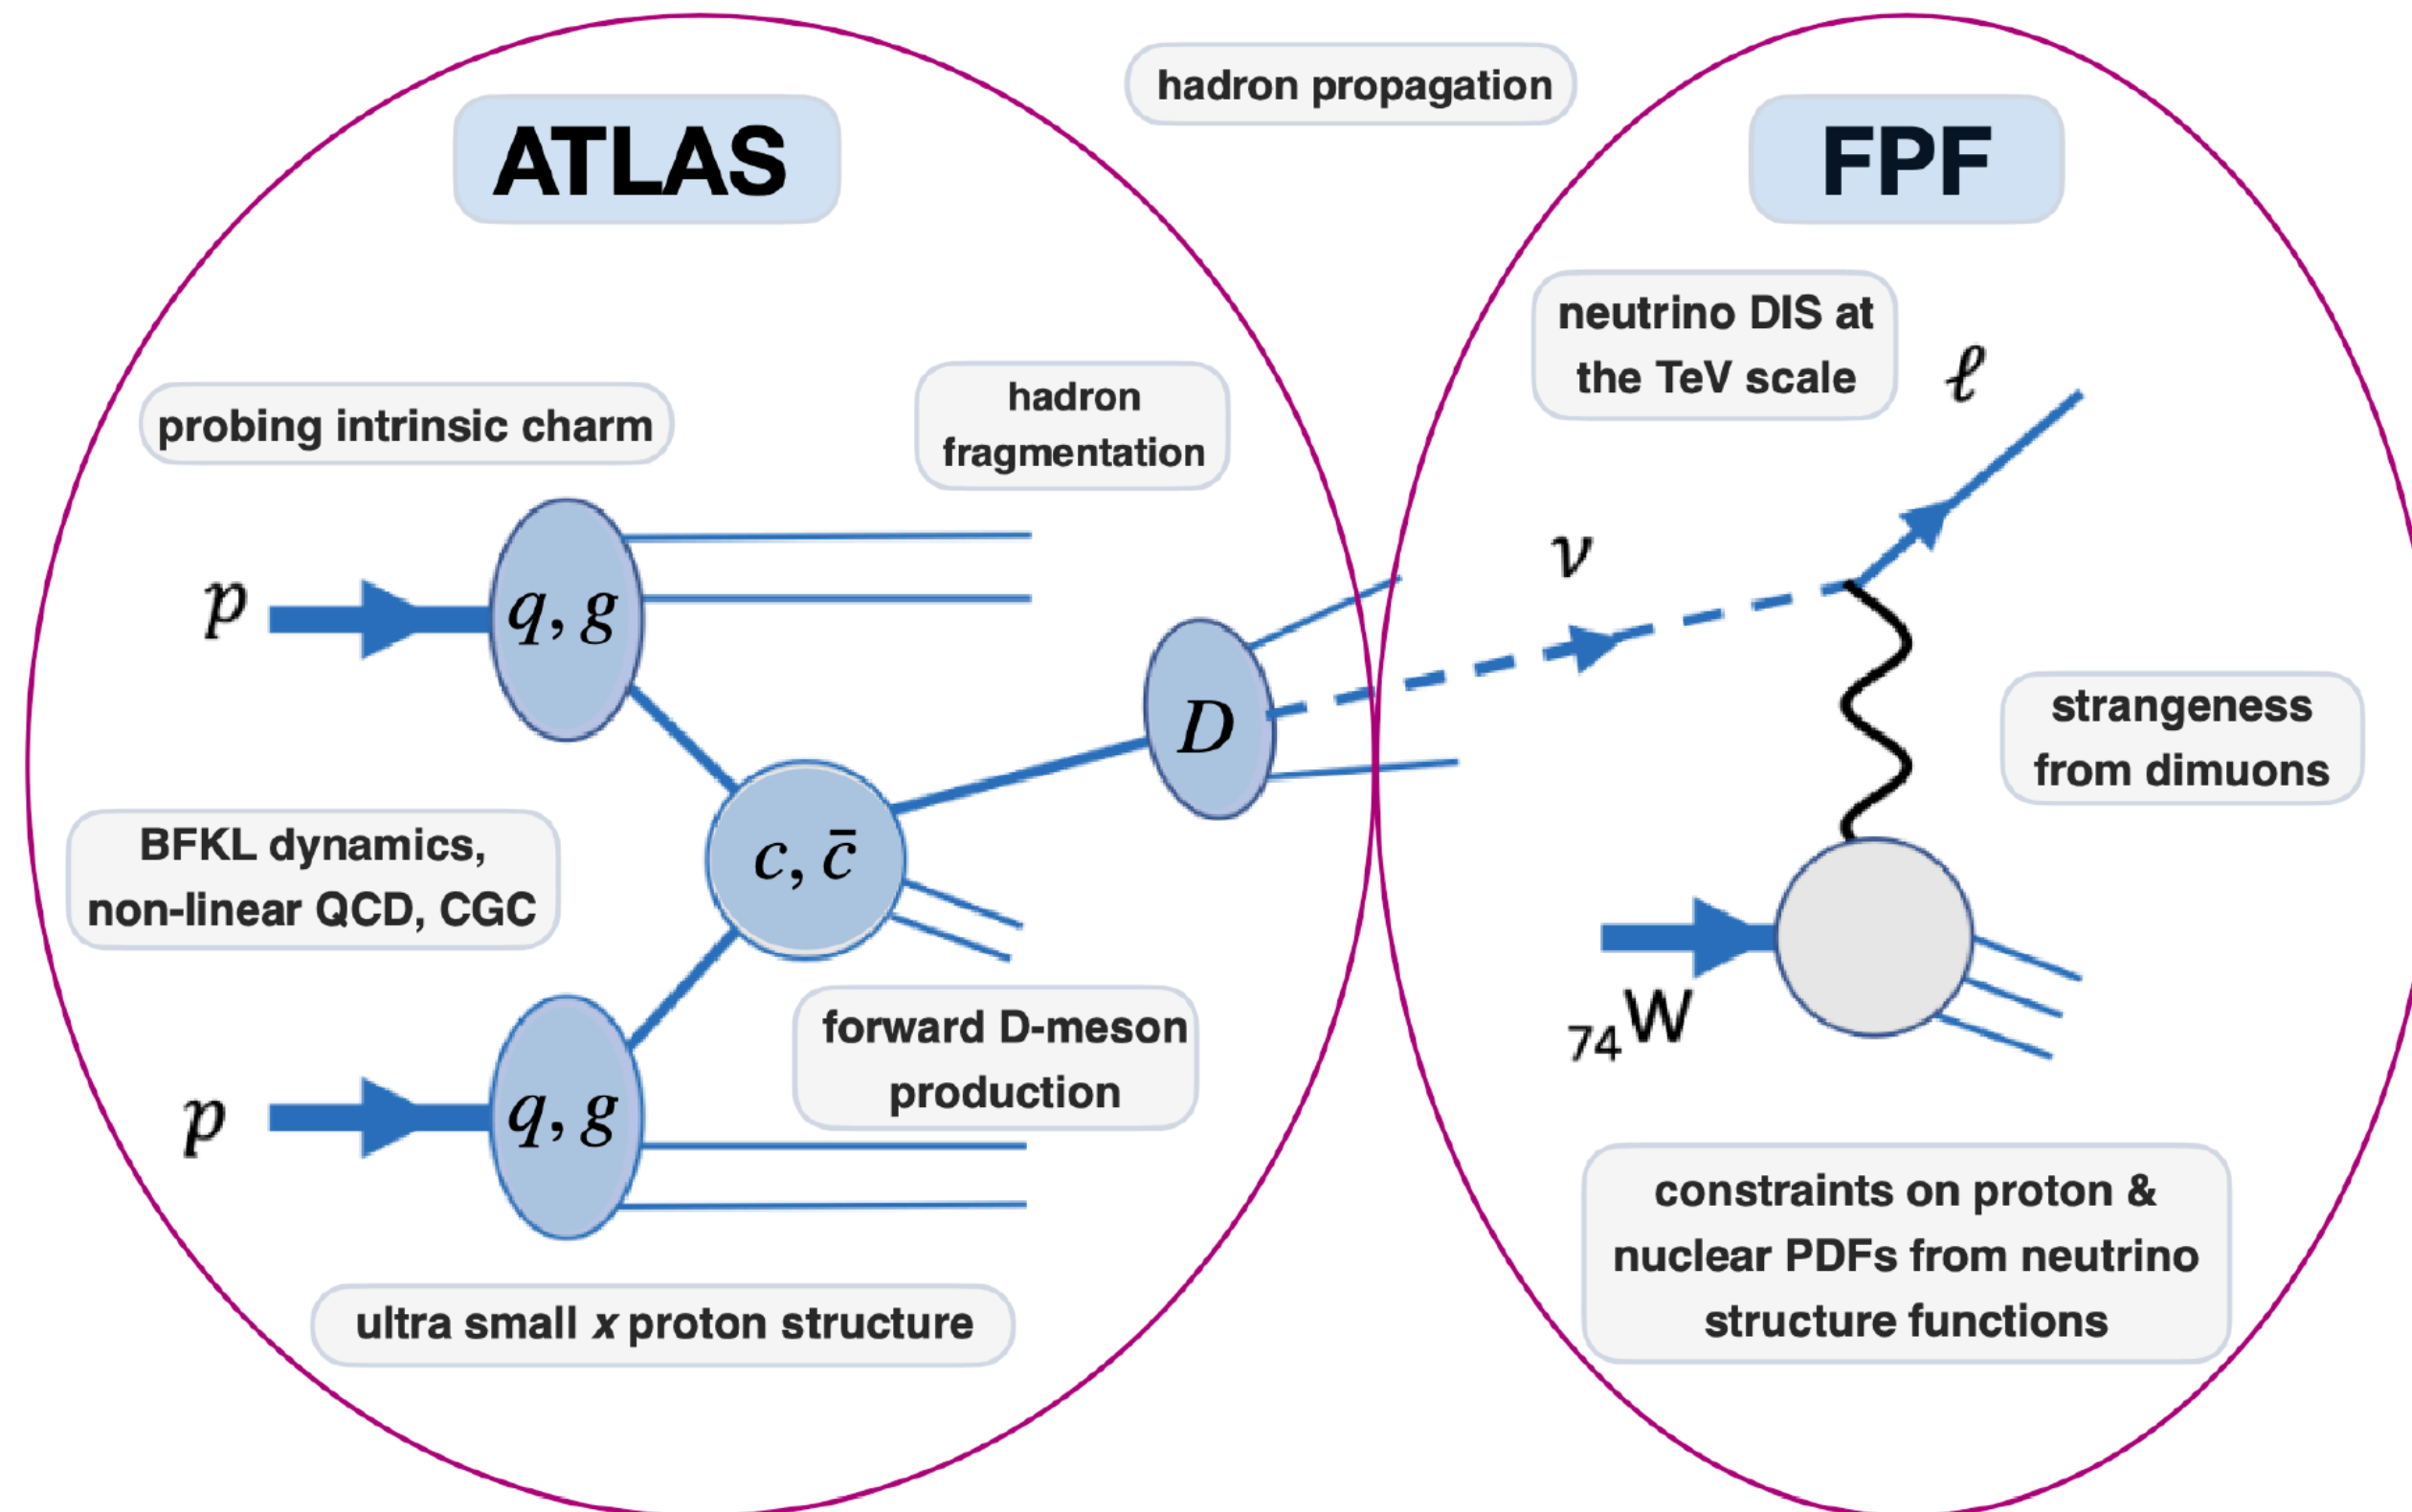 ATLAS
hadron propagation
FPF
neutrino DIS at
the TeV scale
ℓ
probing intrinsic charm
hadron
fragmentation
p
q, g
ν
D
strangeness
from dimuons
BFKL dynamics,
non-linear QCD, CGC
c, c̄
₇₄W
forward D-meson
production
p
q, g
constraints on proton &
nuclear PDFs from neutrino
structure functions
ultra small x proton structure